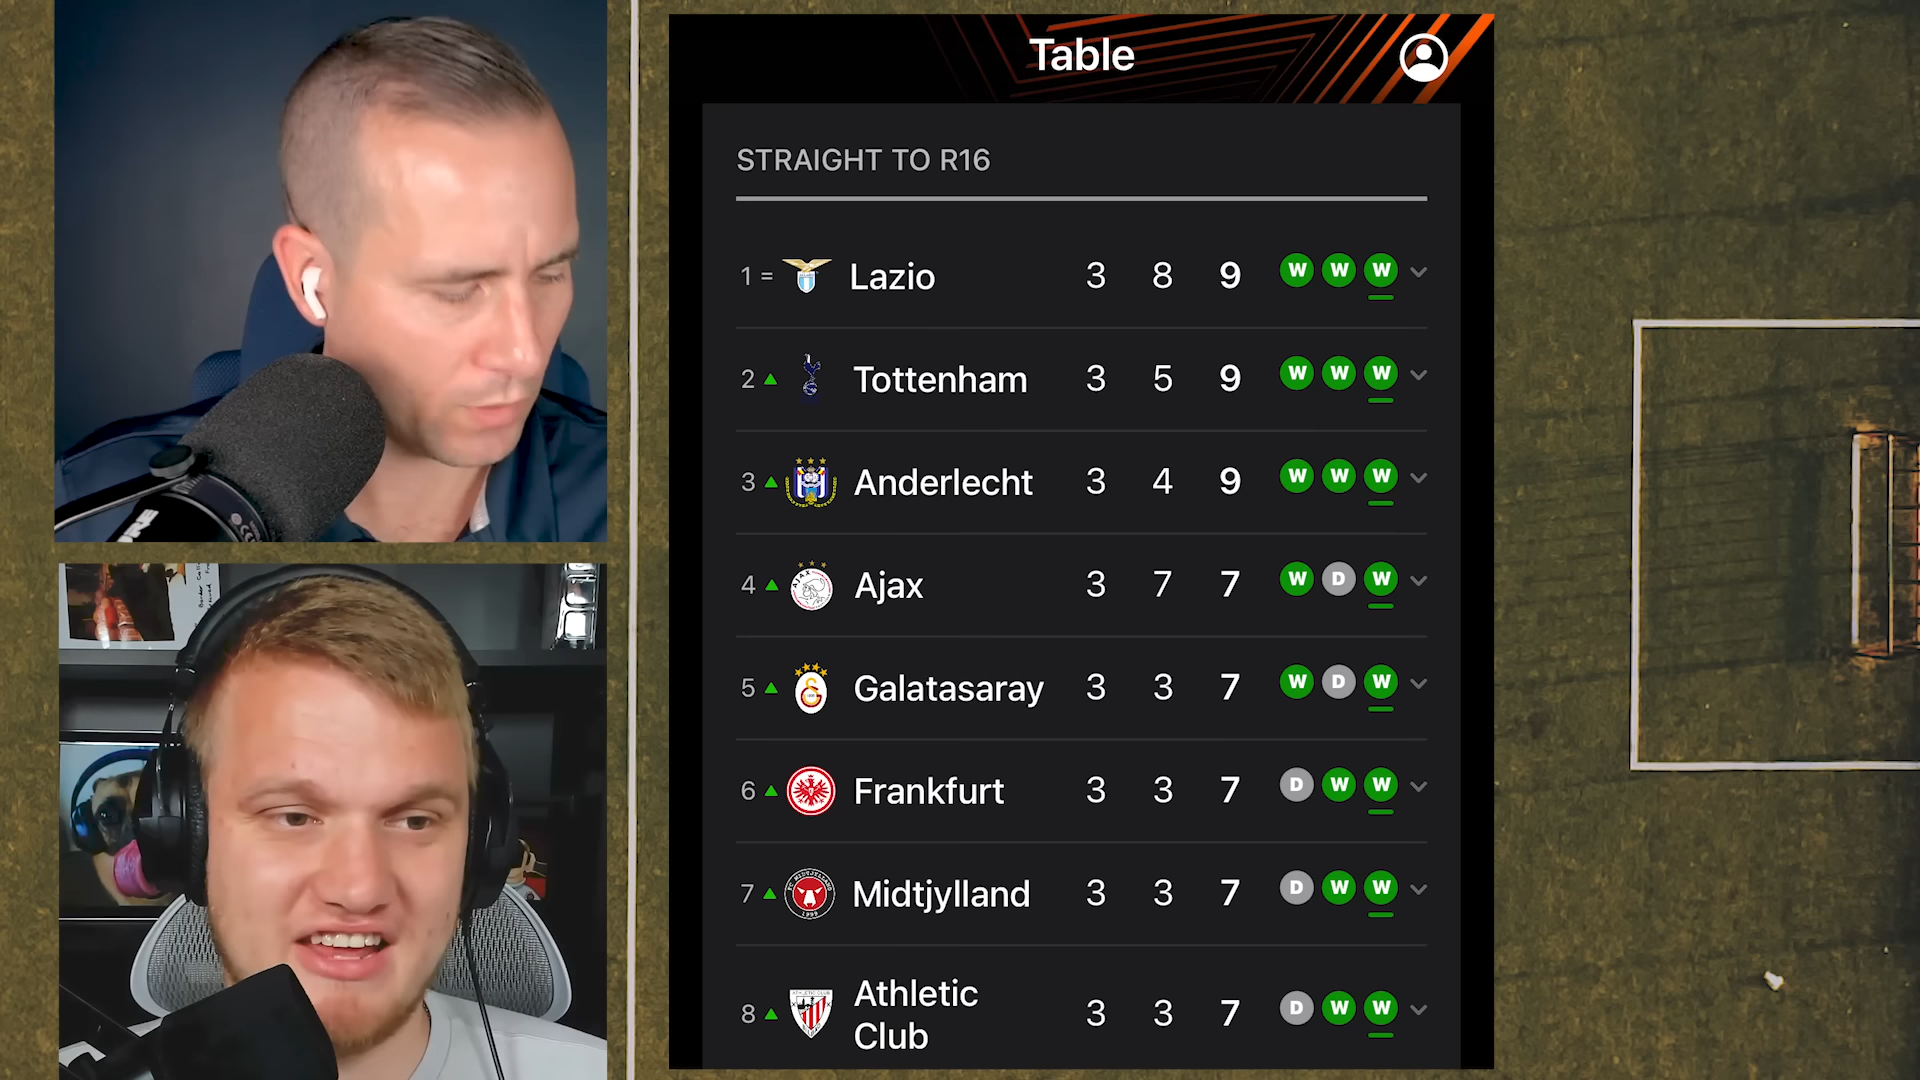 Table
STRAIGHT TO R16
1 = Lazio 3 8 9 W W W
2 Tottenham 3 5 9 W W W
3 Anderlecht 3 4 9 W W W
4 Ajax 3 7 7 W D W
5 Galatasaray 3 3 7 W D W
6 Frankfurt 3 3 7 D W W
7 Midtjylland 3 3 7 D W W
8 Athletic Club 3 3 7 D W W